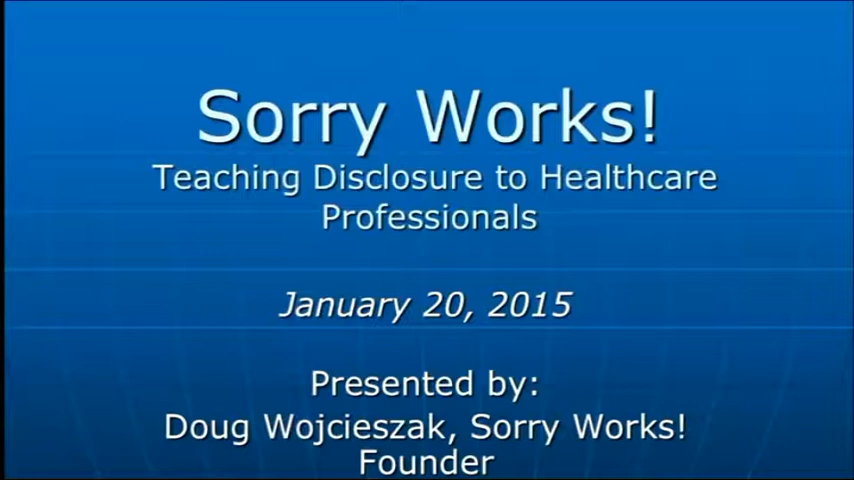 Sorry Works!
Teaching Disclosure to Healthcare
Professionals
January 20, 2015
Presented by:
Doug Wojcieszak, Sorry Works!
Founder